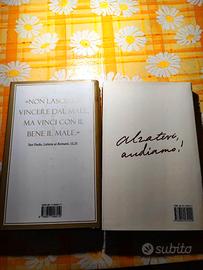 «NON LASCIARTI
VINCERE DAL MALE,
MA VINCI CON IL
BENE IL MALE.»
San Paolo, Lettera ai Romani, 12,21
Alzatevi,
andiamo!
subito